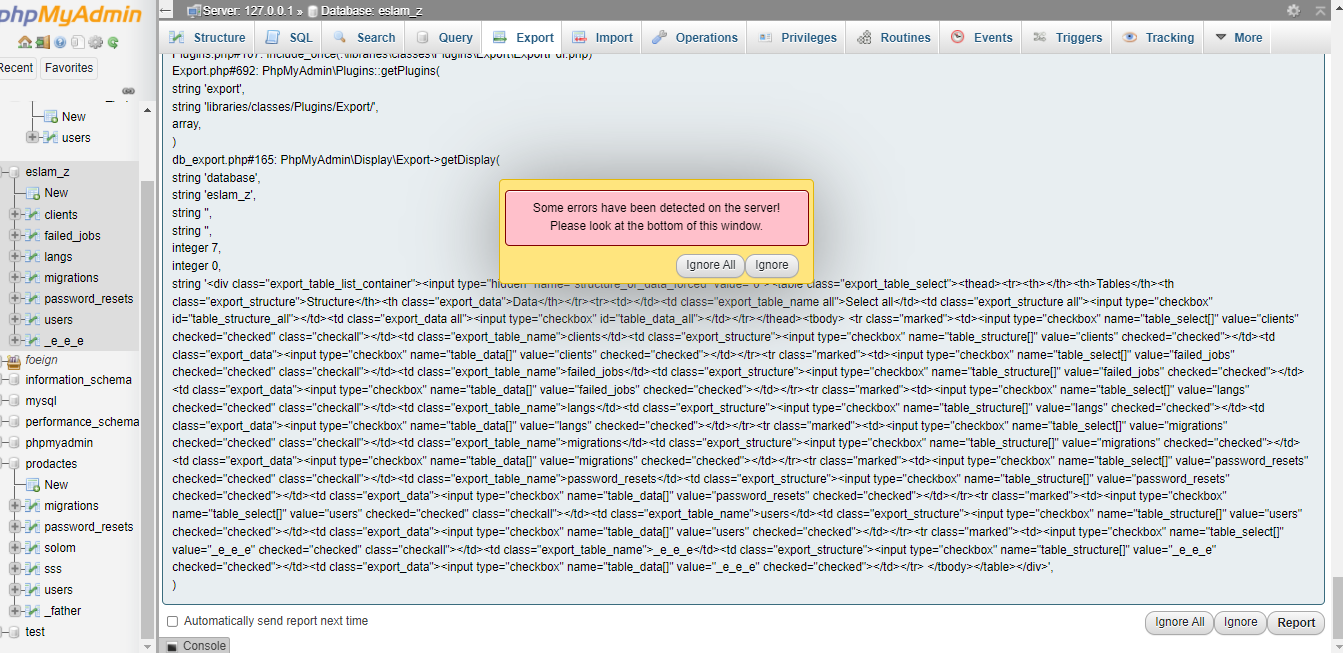 phpMyAdmin
Recent
Favorites
New
users
eslam_z
New
clients
failed_jobs
langs
migrations
password_resets
users
_e_e_e
foeign
information_schema
mysql
performance_schema
phpmyadmin
prodactes
New
migrations
password_resets
solom
sss
users
_father
test
Server: 127.0.0.1 » Database: eslam_z
Structure SQL Search Query Export Import Operations Privileges Routines Events Triggers Tracking More
Plugins.php#167: include_once(.\libraries\classes\Plugins\Export\
Export.php#692: PhpMyAdmin\Plugins::getPlugins(
string 'export',
string 'libraries/classes/Plugins/Export/',
array,
)
db_export.php#165: PhpMyAdmin\Display\Export->getDisplay(
string 'database',
string 'eslam_z',
string '',
string '',
integer 7,
integer 0,
string '<div class="export_table_list_container"><input type="hidden" name="structure_or_data_forced" value="0"><table class="export_table_select"><thead><tr><th></th><th>Tables</th><th
class="export_structure">Structure</th><th class="export_data">Data</th></tr><tr><td></td><td class="export_table_name all">Select all</td><td class="export_structure all"><input type="checkbox"
id="table_structure_all"></td><td class="export_data all"><input type="checkbox" id="table_data_all"></td></tr></thead><tbody> <tr class="marked"><td><input type="checkbox" name="table_select[]" value="clients"
checked="checked" class="checkall"></td><td class="export_table_name">clients</td><td class="export_structure"><input type="checkbox" name="table_structure[]" value="clients" checked="checked"></td><td
class="export_data"><input type="checkbox" name="table_data[]" value="clients" checked="checked"></td></tr><tr class="marked"><td><input type="checkbox" name="table_select[]" value="failed_jobs"
checked="checked" class="checkall"></td><td class="export_table_name">failed_jobs</td><td class="export_structure"><input type="checkbox" name="table_structure[]" value="failed_jobs" checked="checked"></td>
<td class="export_data"><input type="checkbox" name="table_data[]" value="failed_jobs" checked="checked"></td></tr><tr class="marked"><td><input type="checkbox" name="table_select[]" value="langs"
checked="checked" class="checkall"></td><td class="export_table_name">langs</td><td class="export_structure"><input type="checkbox" name="table_structure[]" value="langs" checked="checked"></td><td
class="export_data"><input type="checkbox" name="table_data[]" value="langs" checked="checked"></td></tr><tr class="marked"><td><input type="checkbox" name="table_select[]" value="migrations"
checked="checked" class="checkall"></td><td class="export_table_name">migrations</td><td class="export_structure"><input type="checkbox" name="table_structure[]" value="migrations" checked="checked"></td>
<td class="export_data"><input type="checkbox" name="table_data[]" value="migrations" checked="checked"></td></tr><tr class="marked"><td><input type="checkbox" name="table_select[]" value="password_resets"
checked="checked" class="checkall"></td><td class="export_table_name">password_resets</td><td class="export_structure"><input type="checkbox" name="table_structure[]" value="password_resets"
checked="checked"></td><td class="export_data"><input type="checkbox" name="table_data[]" value="password_resets" checked="checked"></td></tr><tr class="marked"><td><input type="checkbox"
name="table_select[]" value="users" checked="checked" class="checkall"></td><td class="export_table_name">users</td><td class="export_structure"><input type="checkbox" name="table_structure[]" value="users"
checked="checked"></td><td class="export_data"><input type="checkbox" name="table_data[]" value="users" checked="checked"></td></tr><tr class="marked"><td><input type="checkbox" name="table_select[]"
value="_e_e_e" checked="checked" class="checkall"></td><td class="export_table_name">_e_e_e</td><td class="export_structure"><input type="checkbox" name="table_structure[]" value="_e_e_e"
checked="checked"></td><td class="export_data"><input type="checkbox" name="table_data[]" value="_e_e_e" checked="checked"></td></tr> </tbody></table></div>',
)
Some errors have been detected on the server!
Please look at the bottom of this window.
Ignore All Ignore
Automatically send report next time
Ignore All Ignore Report
Console